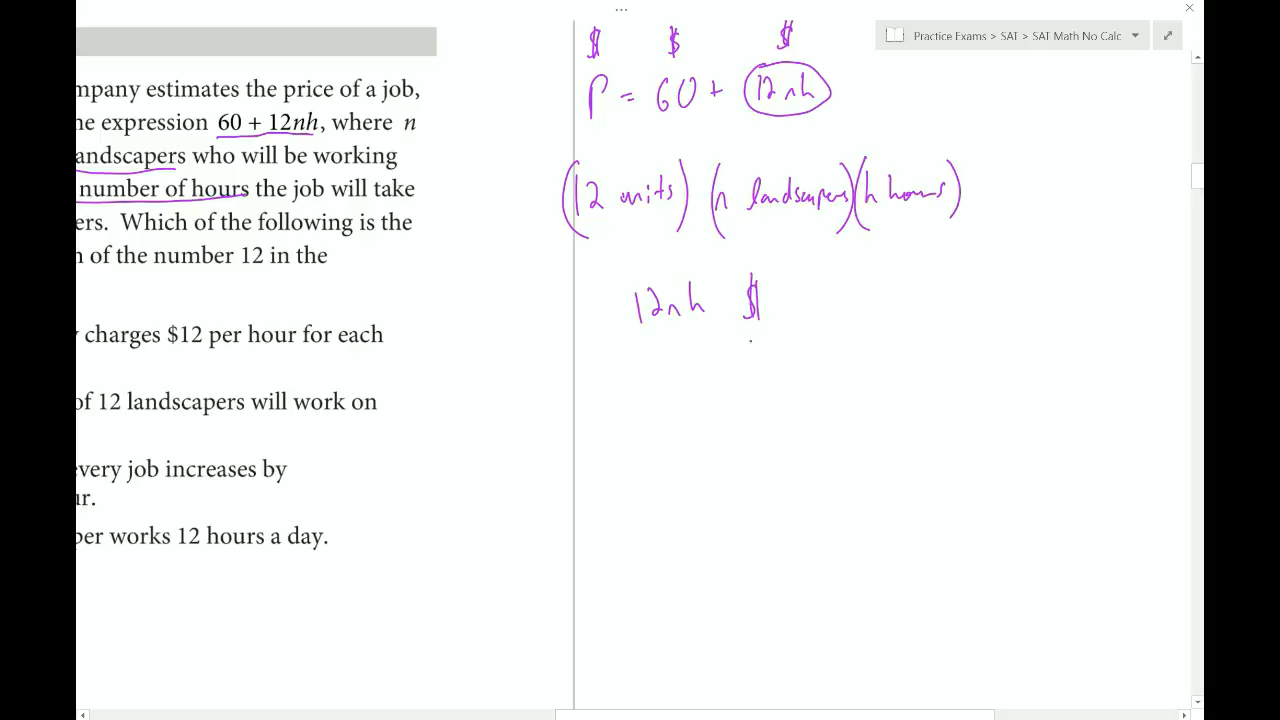 ...
Practice Exams > SAT > SAT Math No Calc
mpany estimates the price of a job,
ne expression 60 + 12nh, where n
andscapers who will be working
number of hours the job will take
ers. Which of the following is the
n of the number 12 in the
charges $12 per hour for each
of 12 landscapers will work on
every job increases by
ur.
per works 12 hours a day.
$ $ $
P = 60 + 12nh
(12 units) (n landscapers) (h hours)
12nh $